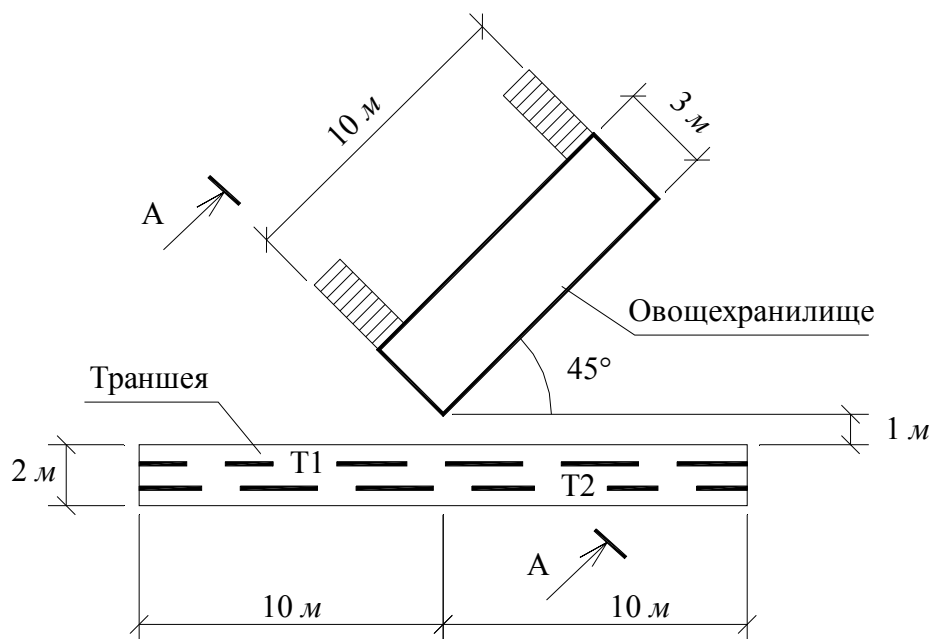 10 м
3 м
А
Овощехранилище
45°
Траншея
1 м
2 м
Т1
Т2
А
10 м
10 м